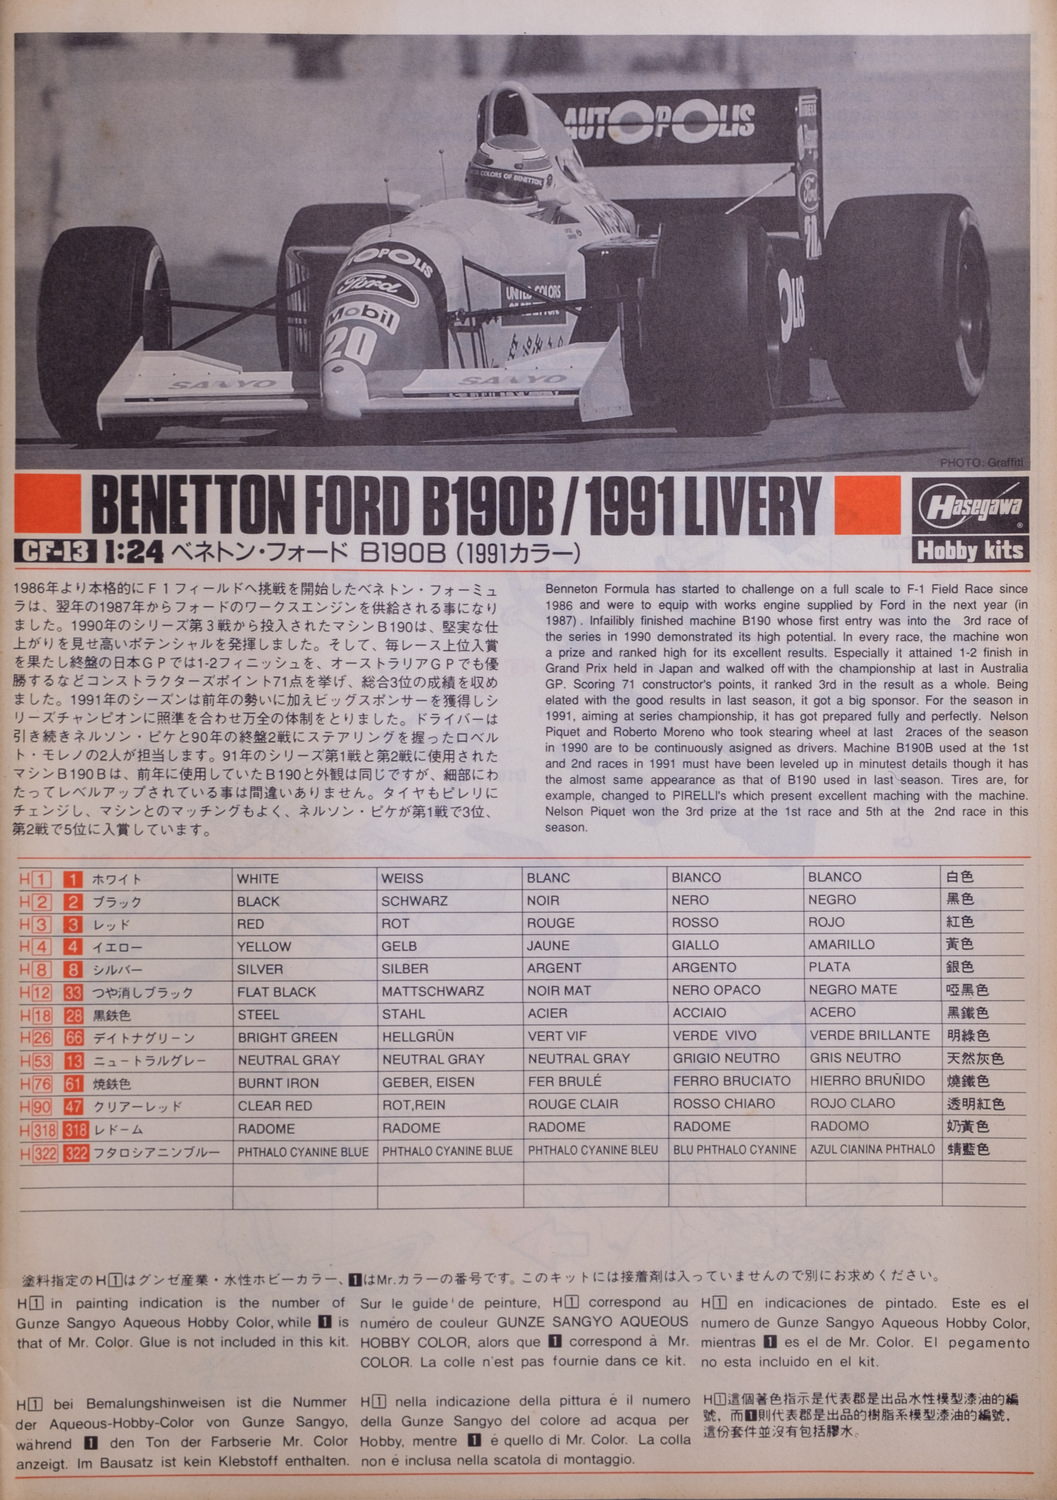 AUTOPOLIS
COLORS OF BENETTON
Ford
20
OPOLIS
Ford
Mobil
20
UNITED COLORS
OF BENETTON
OLIS
SANYO
SANYO
PHOTO: Graffiti
BENETTON FORD B190B/1991 LIVERY
Hasegawa
Hobby kits
CF-13 1:24 ベネトン・フォード B190B (1991カラー)
1986年より本格的にF1フィールドへ挑戦を開始したベネトン・フォーミュ
ラは、翌年の1987年からフォードのワークスエンジンを供給される事になり
ました。1990年のシリーズ第3戦から投入されたマシンB190は、堅実な仕
上がりを見せ高いポテンシャルを発揮しました。そして、毎レース上位入賞
を果たし終盤の日本GPでは1-2フィニッシュを、オーストラリアGPでも優
勝するなどコンストラクターズポイント71点を挙げ、総合3位の成績を収め
ました。1991年のシーズンは前年の勢いに加えビッグスポンサーを獲得しシ
リーズチャンピオンに照準を合わせ万全の体制をとりました。ドライバーは
引き続きネルソン・ピケと90年の終盤2戦にステアリングを握ったロベル
ト・モレノの2人が担当します。91年のシリーズ第1戦と第2戦に使用された
マシンB190Bは、前年に使用していたB190と外観は同じですが、細部にわ
たってレベルアップされている事は間違いありません。タイヤもピレリに
チェンジし、マシンとのマッチングもよく、ネルソン・ピケが第1戦で3位、
第2戦で5位に入賞しています。
Benneton Formula has started to challenge on a full scale to F-1 Field Race since
1986 and were to equip with works engine supplied by Ford in the next year (in
1987) . Infailibly finished machine B190 whose first entry was into the 3rd race of
the series in 1990 demonstrated its high potential. In every race, the machine won
a prize and ranked high for its excellent results. Especially it attained 1-2 finish in
Grand Prix held in Japan and walked off with the championship at last in Australia
GP. Scoring 71 constructor's points, it ranked 3rd in the result as a whole. Being
elated with the good results in last season, it got a big sponsor. For the season in
1991, aiming at series championship, it has got prepared fully and perfectly. Nelson
Piquet and Roberto Moreno who took stearing wheel at last 2races of the season
in 1990 are to be continuously asigned as drivers. Machine B190B used at the 1st
and 2nd races in 1991 must have been leveled up in minutest details though it has
the almost same appearance as that of B190 used in last season. Tires are, for
example, changed to PIRELLI's which present excellent maching with the machine.
Nelson Piquet won the 3rd prize at the 1st race and 5th at the 2nd race in this
season.
H1 1 ホワイト WHITE WEISS BLANC BIANCO BLANCO 白色
H2 2 ブラック BLACK SCHWARZ NOIR NERO NEGRO 黑色
H3 3 レッド RED ROT ROUGE ROSSO ROJO 紅色
H4 4 イエロー YELLOW GELB JAUNE GIALLO AMARILLO 黃色
H8 8 シルバー SILVER SILBER ARGENT ARGENTO PLATA 銀色
H12 33 つや消しブラック FLAT BLACK MATTSCHWARZ NOIR MAT NERO OPACO NEGRO MATE 啞黑色
H18 28 黒鉄色 STEEL STAHL ACIER ACCIAIO ACERO 黑鐵色
H26 66 デイトナグリーン BRIGHT GREEN HELLGRÜN VERT VIF VERDE VIVO VERDE BRILLANTE 明綠色
H53 13 ニュートラルグレー NEUTRAL GRAY NEUTRAL GRAY NEUTRAL GRAY GRIGIO NEUTRO GRIS NEUTRO 天然灰色
H76 61 焼鉄色 BURNT IRON GEBER, EISEN FER BRULÉ FERRO BRUCIATO HIERRO BRUÑIDO 燒鐵色
H90 47 クリアーレッド CLEAR RED ROT,REIN ROUGE CLAIR ROSSO CHIARO ROJO CLARO 透明紅色
H318 318 レドーム RADOME RADOME RADOME RADOME RADOMO 奶黃色
H322 322 フタロシアニンブルー PHTHALO CYANINE BLUE PHTHALO CYANINE BLUE PHTHALO CYANINE BLEU BLU PHTHALO CYANINE AZUL CIANINA PHTHALO 蜻藍色
塗料指定のH1はグンゼ産業・水性ホビーカラー、1はMr.カラーの番号です。このキットには接着剤は入っていませんので別にお求めください。
H1 in painting indication is the number of
Gunze Sangyo Aqueous Hobby Color, while 1 is
that of Mr. Color. Glue is not included in this kit.
Sur le guide de peinture, H1 correspond au
numéro de couleur GUNZE SANGYO AQUEOUS
HOBBY COLOR, alors que 1 correspond à Mr.
COLOR. La colle n'est pas fournie dans ce kit.
H1 en indicaciones de pintado. Este es el
numero de Gunze Sangyo Aqueous Hobby Color,
mientras 1 es el de Mr. Color. El pegamento
no esta incluido en el kit.
H1 bei Bemalungshinweisen ist die Nummer
der Aqueous-Hobby-Color von Gunze Sangyo,
während 1 den Ton der Farbserie Mr. Color
anzeigt. Im Bausatz ist kein Klebstoff enthalten.
H1 nella indicazione della pittura è il numero
della Gunze Sangyo del colore ad acqua per
Hobby, mentre 1 è quello di Mr. Color. La colla
non è inclusa nella scatola di montaggio.
H1這個著色指示是代表郡是出品水性模型漆油的編
號，而1則代表郡是出品的樹脂系模型漆油的編號，
這份套件並沒有包括膠水。